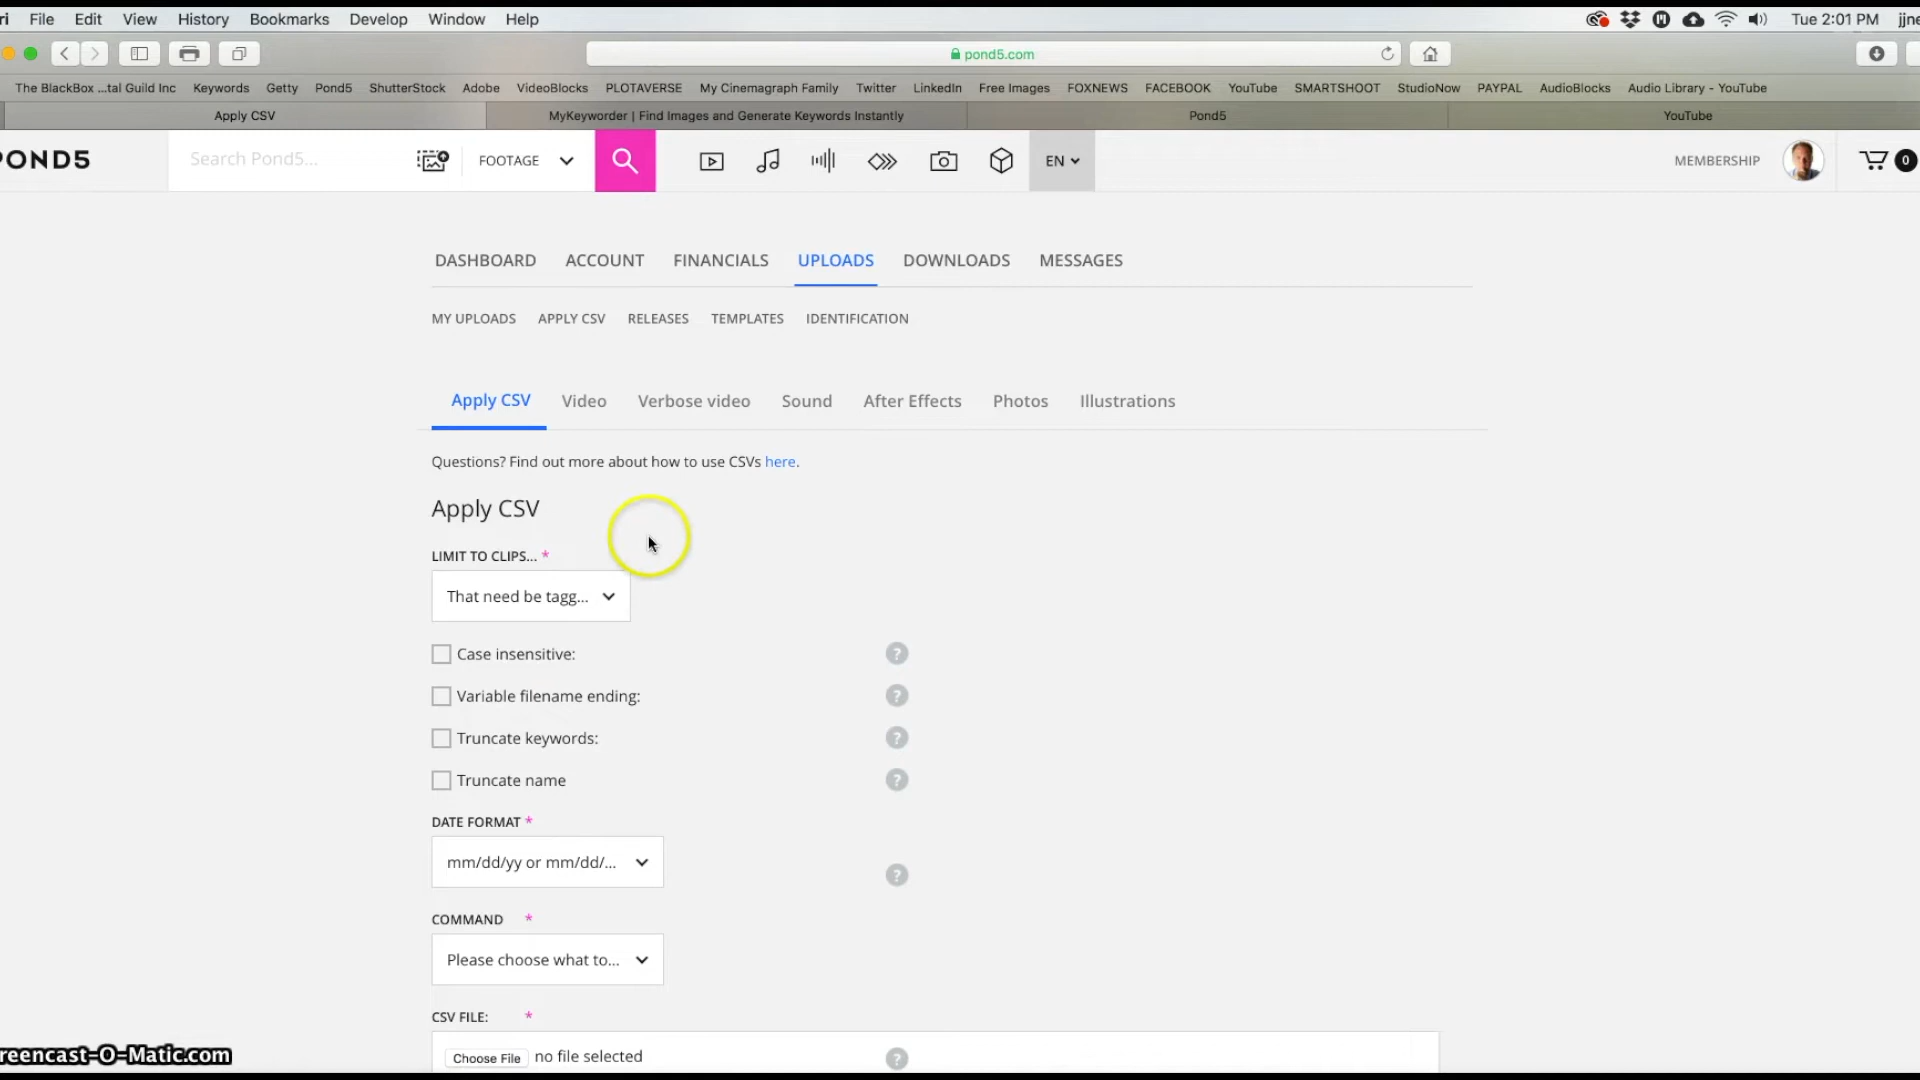 ri File Edit View History Bookmarks Develop Window Help Tue 2:01 PM jjne
pond5.com
The BlackBox ...tal Guild Inc Keywords Getty Pond5 ShutterStock Adobe VideoBlocks PLOTAVERSE My Cinemagraph Family Twitter LinkedIn Free Images FOXNEWS FACEBOOK YouTube SMARTSHOOT StudioNow PAYPAL AudioBlocks Audio Library - YouTube
Apply CSV MyKeyworder | Find Images and Generate Keywords Instantly Pond5 YouTube
POND5 Search Pond5... FOOTAGE EN MEMBERSHIP 0
DASHBOARD ACCOUNT FINANCIALS UPLOADS DOWNLOADS MESSAGES
MY UPLOADS APPLY CSV RELEASES TEMPLATES IDENTIFICATION
Apply CSV Video Verbose video Sound After Effects Photos Illustrations
Questions? Find out more about how to use CSVs here.
Apply CSV
LIMIT TO CLIPS... *
That need be tagg...
Case insensitive: ?
Variable filename ending: ?
Truncate keywords: ?
Truncate name ?
DATE FORMAT *
mm/dd/yy or mm/dd/... ?
COMMAND *
Please choose what to...
CSV FILE: *
Choose File no file selected ?
reencast-O-Matic.com